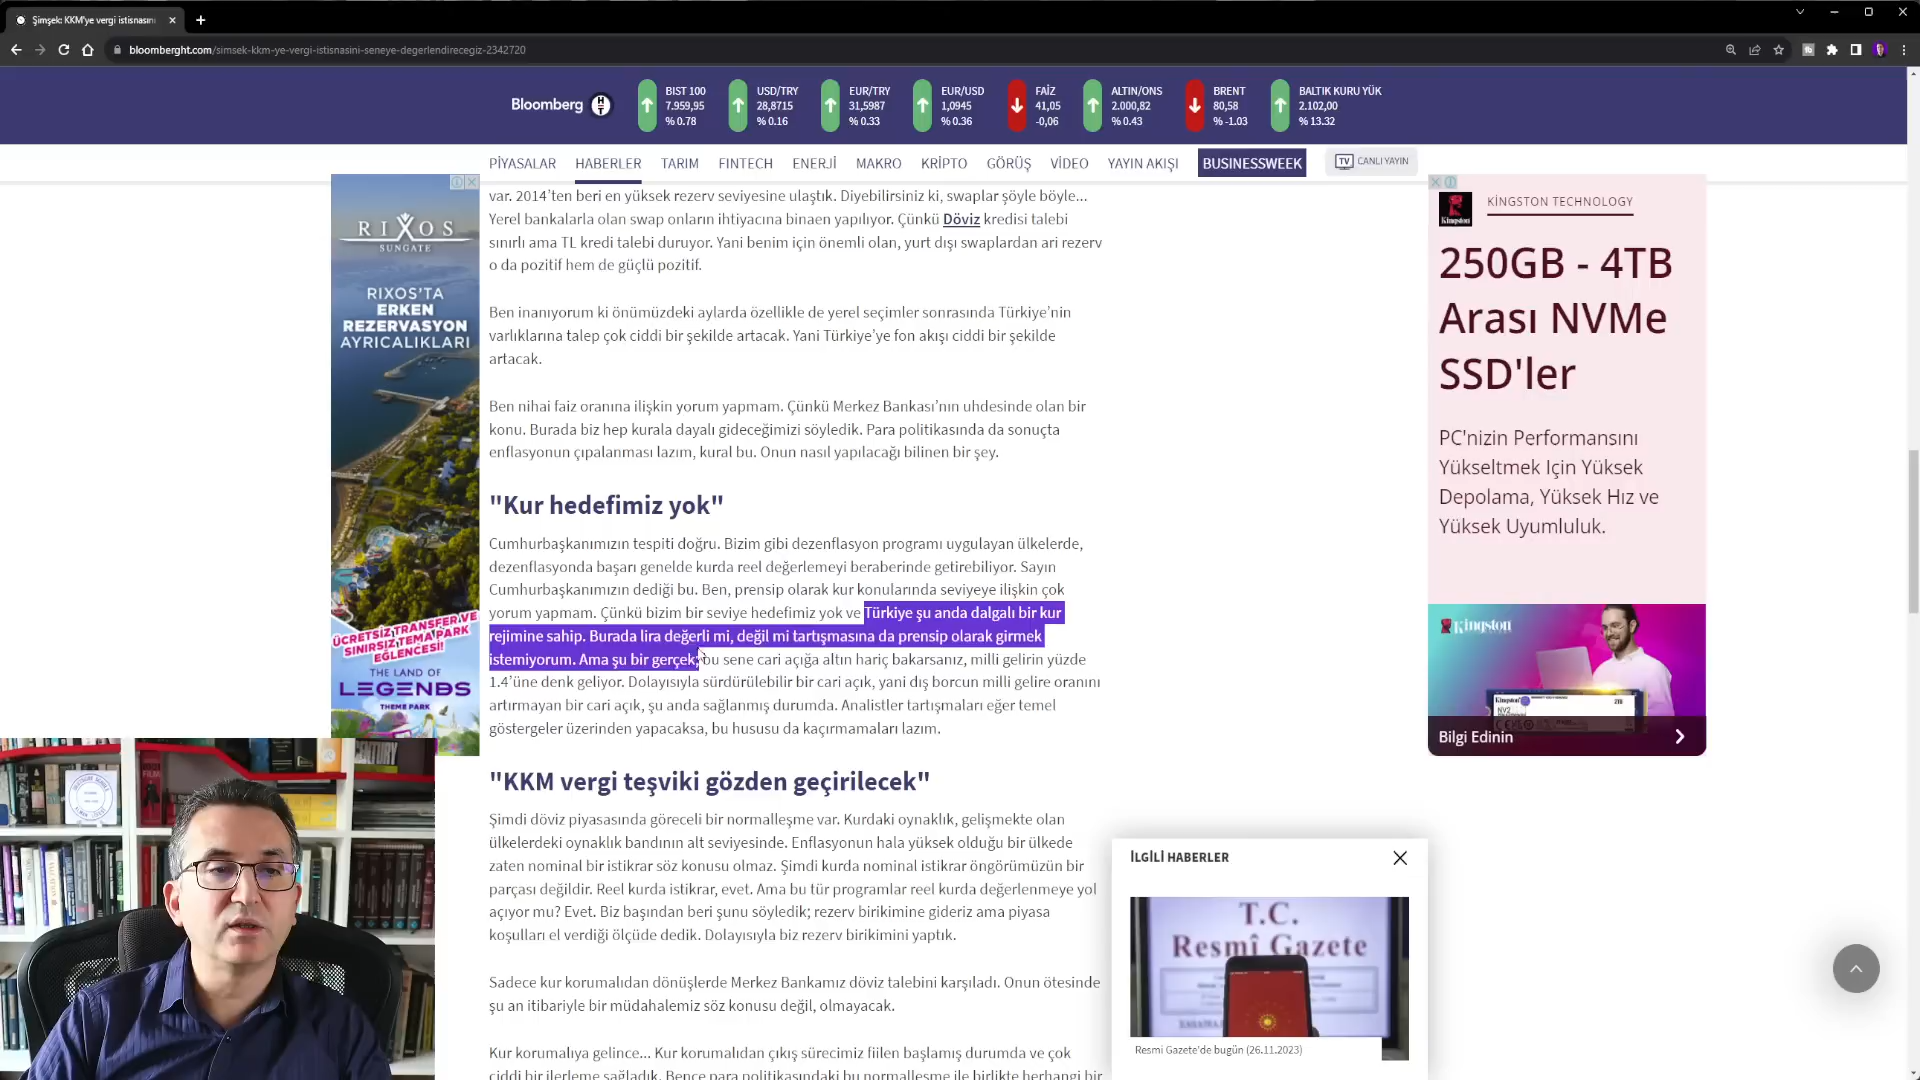 Şimşek: KKM'ye vergi istisnasını
bloomberght.com/simsek-kkm-ye-vergi-istisnasini-seneye-degerlendirecegiz-2342720
Bloomberg HT
BIST 100
7.959,95
% 0.78
USD/TRY
28,8715
% 0.16
EUR/TRY
31,5987
% 0.33
EUR/USD
1,0945
% 0.36
FAİZ
41,05
-0,06
ALTIN/ONS
2.000,82
% 0.43
BRENT
80,58
% -1.03
BALTIK KURU YÜK
2.102,00
% 13.32
PİYASALAR HABERLER TARIM FINTECH ENERJİ MAKRO KRİPTO GÖRÜŞ VİDEO YAYIN AKIŞI BUSINESSWEEK TV CANLI YAYIN
var. 2014'ten beri en yüksek rezerv seviyesine ulaştık. Diyebilirsiniz ki, swaplar şöyle böyle...
Yerel bankalarla olan swap onların ihtiyacına binaen yapılıyor. Çünkü Döviz kredisi talebi
sınırlı ama TL kredi talebi duruyor. Yani benim için önemli olan, yurt dışı swaplardan ari rezerv
o da pozitif hem de güçlü pozitif.
Ben inanıyorum ki önümüzdeki aylarda özellikle de yerel seçimler sonrasında Türkiye'nin
varlıklarına talep çok ciddi bir şekilde artacak. Yani Türkiye'ye fon akışı ciddi bir şekilde
artacak.
Ben nihai faiz oranına ilişkin yorum yapmam. Çünkü Merkez Bankası'nın uhdesinde olan bir
konu. Burada biz hep kurala dayalı gideceğimizi söyledik. Para politikasında da sonuçta
enflasyonun çıpalanması lazım, kural bu. Onun nasıl yapılacağı bilinen bir şey.
"Kur hedefimiz yok"
Cumhurbaşkanımızın tespiti doğru. Bizim gibi dezenflasyon programı uygulayan ülkelerde,
dezenflasyonda başarı genelde kurda reel değerlemeyi beraberinde getirebiliyor. Sayın
Cumhurbaşkanımızın dediği bu. Ben, prensip olarak kur konularında seviyeye ilişkin çok
yorum yapmam. Çünkü bizim bir seviye hedefimiz yok ve Türkiye şu anda dalgalı bir kur
rejimine sahip. Burada lira değerli mi, değil mi tartışmasına da prensip olarak girmek
istemiyorum. Ama şu bir gerçek; bu sene cari açığa altın hariç bakarsanız, milli gelirin yüzde
1.4'üne denk geliyor. Dolayısıyla sürdürülebilir bir cari açık, yani dış borcun milli gelire oranını
artırmayan bir cari açık, şu anda sağlanmış durumda. Analistler tartışmaları eğer temel
göstergeler üzerinden yapacaksa, bu hususu da kaçırmamaları lazım.
"KKM vergi teşviki gözden geçirilecek"
Şimdi döviz piyasasında göreceli bir normalleşme var. Kurdaki oynaklık, gelişmekte olan
ülkelerdeki oynaklık bandının alt seviyesinde. Enflasyonun hala yüksek olduğu bir ülkede
zaten nominal bir istikrar söz konusu olmaz. Şimdi kurda nominal istikrar öngörümüzün bir
parçası değildir. Reel kurda istikrar, evet. Ama bu tür programlar reel kurda değerlenmeye yol
açıyor mu? Evet. Biz başından beri şunu söyledik; rezerv birikimine gideriz ama piyasa
koşulları el verdiği ölçüde dedik. Dolayısıyla biz rezerv birikimini yaptık.
Sadece kur korumalıdan dönüşlerde Merkez Bankamız döviz talebini karşıladı. Onun ötesinde
şu an itibariyle bir müdahalemiz söz konusu değil, olmayacak.
Kur korumalıya gelince... Kur korumalıdan çıkış sürecimiz fiilen başlamış durumda ve çok
ciddi bir ilerleme sağladık. Bence para politikasındaki bu normalleşme ile birlikte herhangi bir
RIXOS
SUNGATE
RIXOS'TA
ERKEN
REZERVASYON
AYRICALIKLARI
ÜCRETSİZ TRANSFER VE
SINIRSIZ TEMA PARK
EĞLENCESİ!
THE LAND OF
LEGENDS
THEME PARK
KİNGSTON TECHNOLOGY
250GB - 4TB
Arası NVMe
SSD'ler
PC'nizin Performansını
Yükseltmek Için Yüksek
Depolama, Yüksek Hız ve
Yüksek Uyumluluk.
Kingston
Bilgi Edinin
İLGİLİ HABERLER
T.C.
Resmî Gazete
Resmi Gazete'de bugün (26.11.2023)